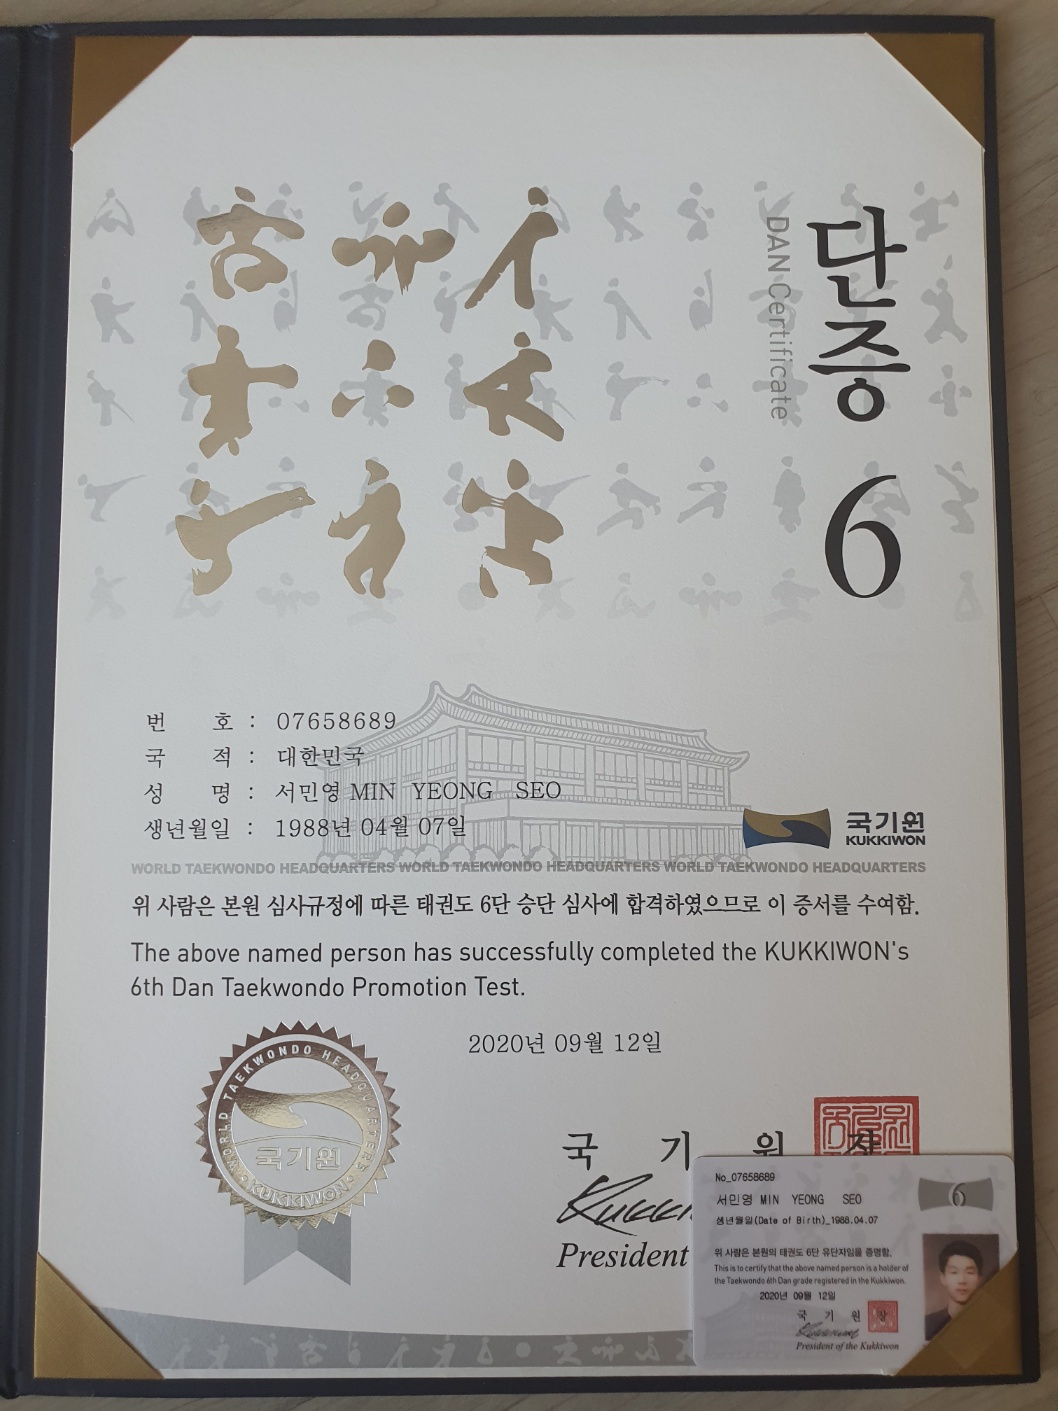 단증
DAN Certificate
6
번 호 : 07658689
국 적 : 대한민국
성 명 : 서민영 MIN YEONG SEO
생년월일 : 1988년 04월 07일
국기원
KUKKIWON
WORLD TAEKWONDO HEADQUARTERS WORLD TAEKWONDO HEADQUARTERS WORLD TAEKWONDO HEADQUARTERS
위 사람은 본원 심사규정에 따른 태권도 6단 승단 심사에 합격하였으므로 이 증서를 수여함.
The above named person has successfully completed the KUKKIWON's
6th Dan Taekwondo Promotion Test.
2020년 09월 12일
WORLD TAEKWONDO HEADQUARTERS
국기원
KUKKIWON
국 기 원 장
President
No_07658689
서민영 MIN YEONG SEO
생년월일(Date of Birth)_1988.04.07
6
위 사람은 본원의 태권도 6단 유단자임을 증명함.
This is to certify that the above named person is a holder of
the Taekwondo 6th Dan grade registered in the Kukkiwon.
2020년 09월 12일
국 기 원 장
President of the Kukkiwon